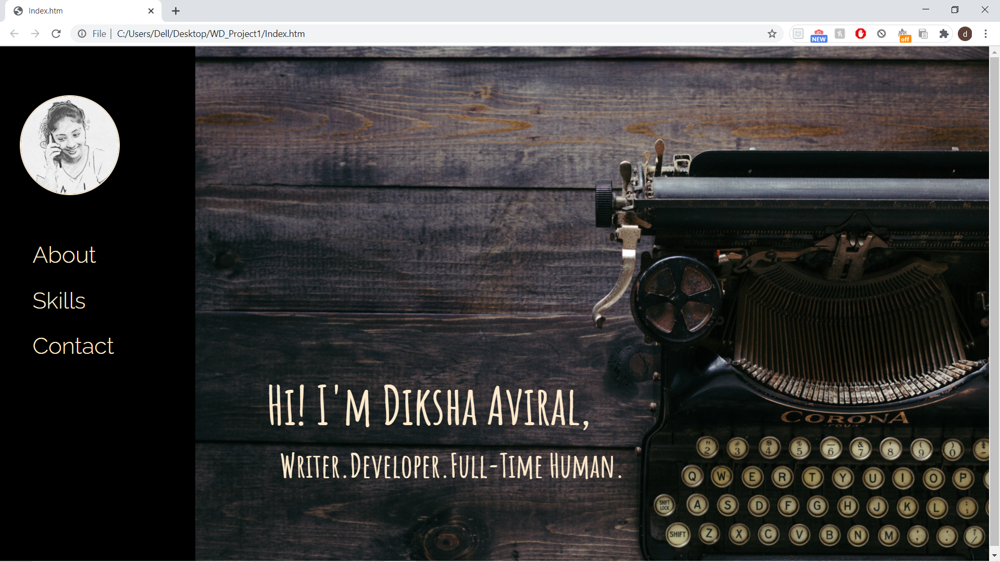 Index.htm
File | C:/Users/Dell/Desktop/WD_Project1/Index.htm
NEW
off
d
About
Skills
Contact
Hi! I'm Diksha Aviral,
Writer.Developer.Full-Time Human.
CORONA
-FOUR-
" 2 # 3 $ 4 % 5 _ 6 & 7 ' 8 ( 9 ) 0
Q W E R T Y U I O P
SHIFT LOCK A S D F G H J K L ;
SHIFT Z X C V B N M , . ? /